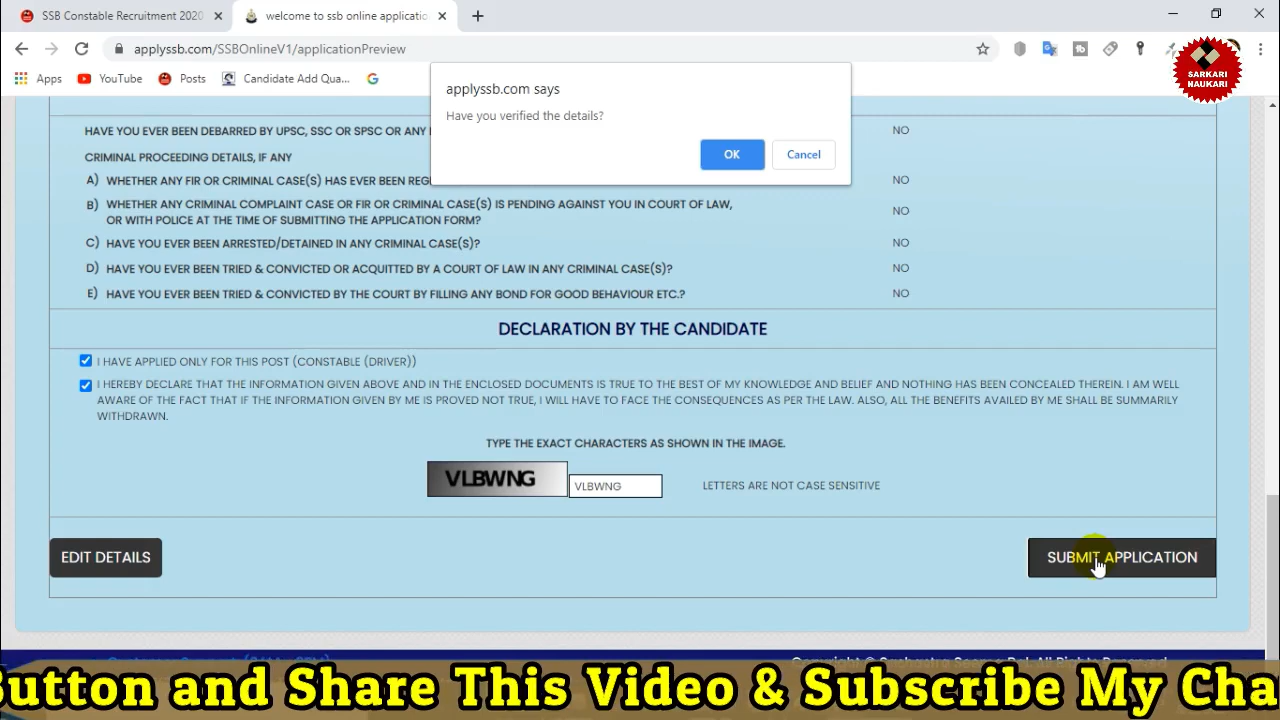 SSB Constable Recruitment 2020
welcome to ssb online applicatio
applyssb.com/SSBOnlineV1/applicationPreview
Apps YouTube Posts Candidate Add Qua...
SARKARI
NAUKARI
applyssb.com says
Have you verified the details?
OK Cancel
HAVE YOU EVER BEEN DEBARRED BY UPSC, SSC OR SPSC OR ANY NO
CRIMINAL PROCEEDING DETAILS, IF ANY
A) WHETHER ANY FIR OR CRIMINAL CASE(S) HAS EVER BEEN REG NO
B) WHETHER ANY CRIMINAL COMPLAINT CASE OR FIR OR CRIMINAL CASE(S) IS PENDING AGAINST YOU IN COURT OF LAW, NO
OR WITH POLICE AT THE TIME OF SUBMITTING THE APPLICATION FORM?
C) HAVE YOU EVER BEEN ARRESTED/DETAINED IN ANY CRIMINAL CASE(S)? NO
D) HAVE YOU EVER BEEN TRIED & CONVICTED OR ACQUITTED BY A COURT OF LAW IN ANY CRIMINAL CASE(S)? NO
E) HAVE YOU EVER BEEN TRIED & CONVICTED BY THE COURT BY FILLING ANY BOND FOR GOOD BEHAVIOUR ETC.? NO
DECLARATION BY THE CANDIDATE
I HAVE APPLIED ONLY FOR THIS POST (CONSTABLE (DRIVER))
I HEREBY DECLARE THAT THE INFORMATION GIVEN ABOVE AND IN THE ENCLOSED DOCUMENTS IS TRUE TO THE BEST OF MY KNOWLEDGE AND BELIEF AND NOTHING HAS BEEN CONCEALED THEREIN. I AM WELL
AWARE OF THE FACT THAT IF THE INFORMATION GIVEN BY ME IS PROVED NOT TRUE, I WILL HAVE TO FACE THE CONSEQUENCES AS PER THE LAW. ALSO, ALL THE BENEFITS AVAILED BY ME SHALL BE SUMMARILY
WITHDRAWN.
TYPE THE EXACT CHARACTERS AS SHOWN IN THE IMAGE.
VLBWNG VLBWNG LETTERS ARE NOT CASE SENSITIVE
EDIT DETAILS SUBMIT APPLICATION
Button and Share This Video & Subscribe My Cha